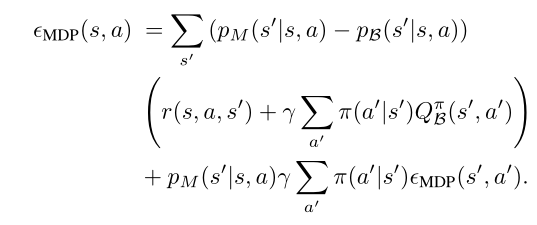 ϵ_MDP(s, a) = ∑_{s′} (p_M(s′|s, a) − p_ℬ(s′|s, a))
(r(s, a, s′) + γ ∑_{a′} π(a′|s′)Q^π_ℬ(s′, a′))
+ p_M(s′|s, a)γ ∑_{a′} π(a′|s′)ϵ_MDP(s′, a′).